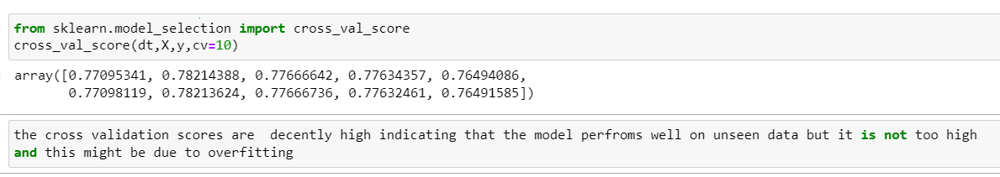 from sklearn.model_selection import cross_val_score
cross_val_score(dt,X,y,cv=10)
array([0.77095341, 0.78214388, 0.77666642, 0.77634357, 0.76494086,
0.77098119, 0.78213624, 0.77666736, 0.77632461, 0.76491585])
the cross validation scores are  decently high indicating that the model perfroms well on unseen data but it is not too high
and this might be due to overfitting